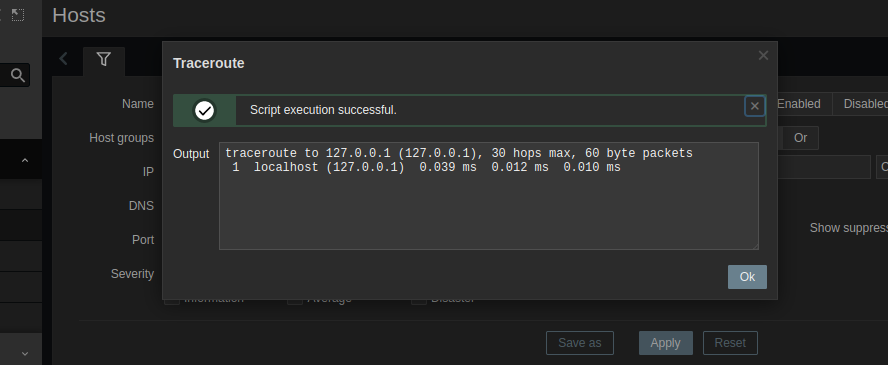 Hosts
Traceroute
Script execution successful.
Name
Enabled
Disabled
Host groups
Or
Output
traceroute to 127.0.0.1 (127.0.0.1), 30 hops max, 60 byte packets
1 localhost (127.0.0.1) 0.039 ms 0.012 ms 0.010 ms
IP
DNS
Port
Show suppress
Severity
Ok
Information
Average
Disaster
Save as
Apply
Reset